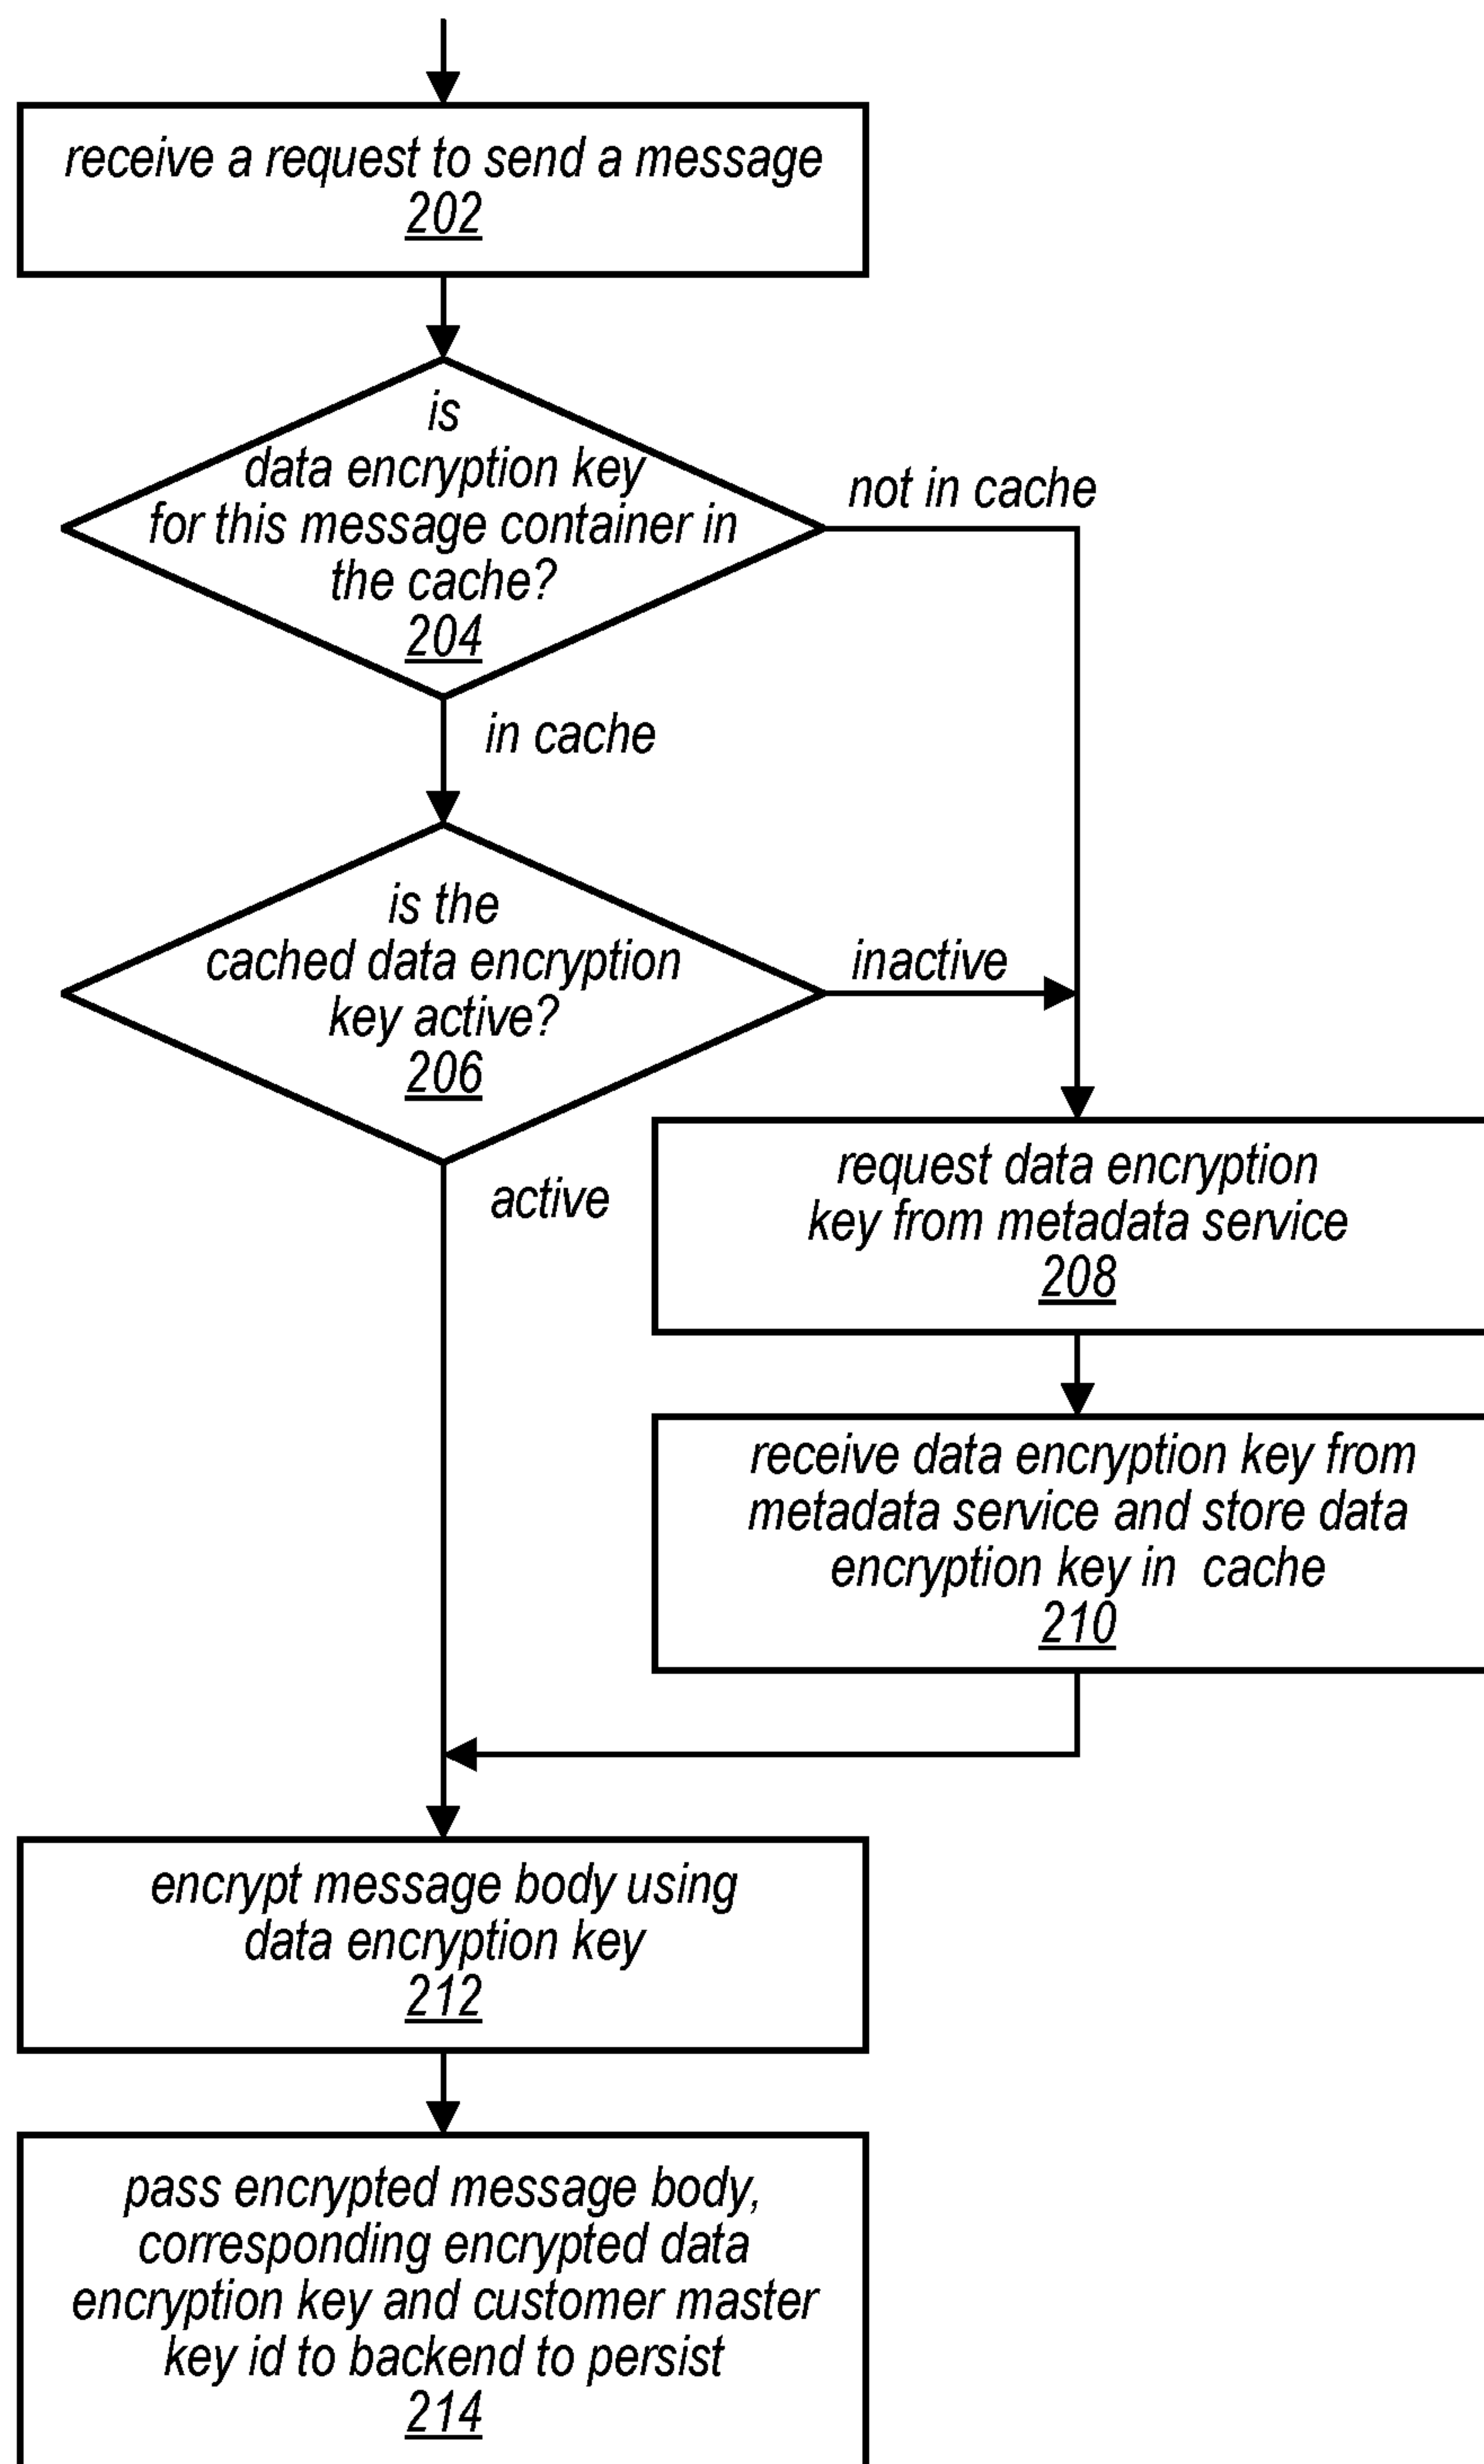 receive a request to send a message
202
is
data encryption key
for this message container in
the cache?
204
not in cache
in cache
is the
cached data encryption
key active?
206
inactive
active
request data encryption
key from metadata service
208
receive data encryption key from
metadata service and store data
encryption key in cache
210
encrypt message body using
data encryption key
212
pass encrypted message body,
corresponding encrypted data
encryption key and customer master
key id to backend to persist
214